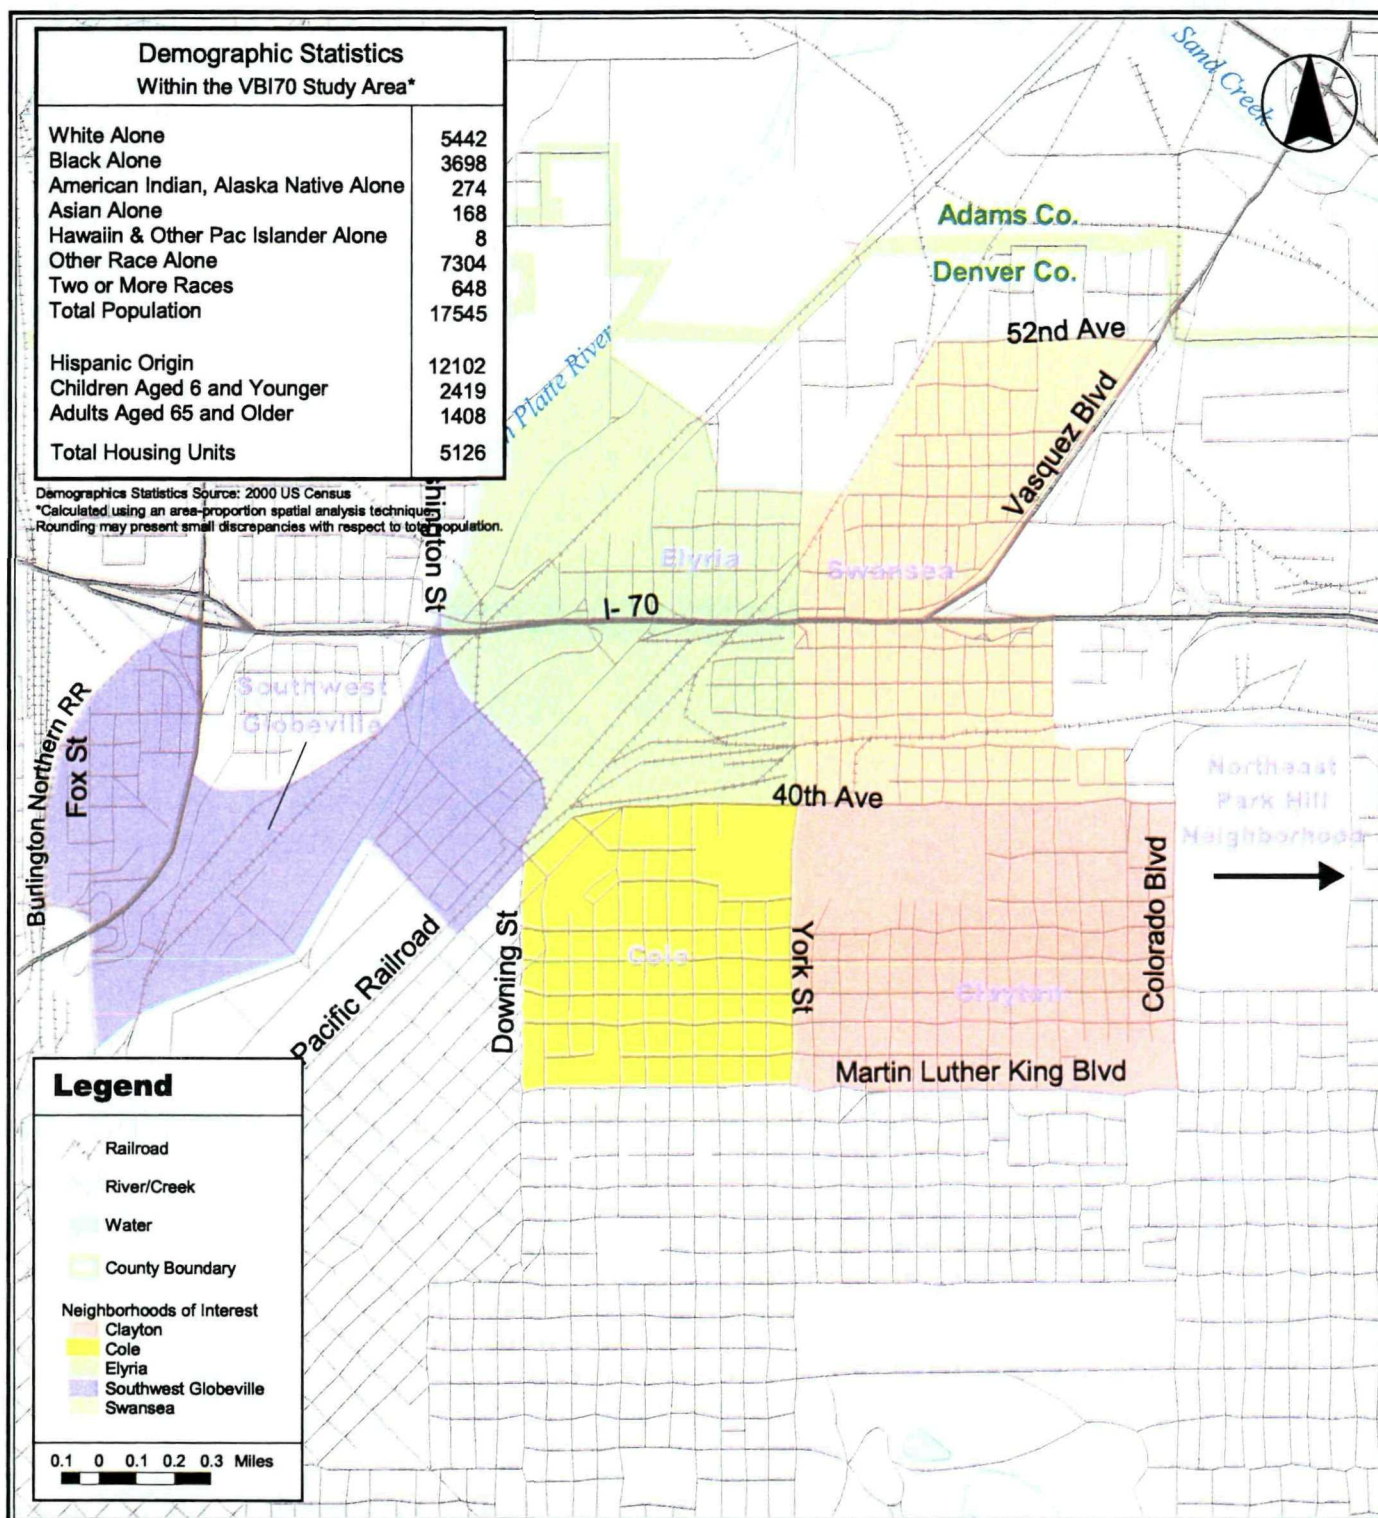 Demographic Statistics
Within the VBI70 Study Area*
White Alone 5442
Black Alone 3698
American Indian, Alaska Native Alone 274
Asian Alone 168
Hawaiin & Other Pac Islander Alone 8
Other Race Alone 7304
Two or More Races 648
Total Population 17545
Hispanic Origin 12102
Children Aged 6 and Younger 2419
Adults Aged 65 and Older 1408
Total Housing Units 5126
Demographics Statistics Source: 2000 US Census
*Calculated using an area-proportion spatial analysis technique.
Rounding may present small discrepancies with respect to total population.
Sand Creek
Adams Co.
Denver Co.
52nd Ave
Platte River
Vasquez Blvd
shington St
Elyria
Swansea
I-70
Southwest
Globeville
Burlington Northern RR
Fox St
Northeast
Park Hill
Neighborhood
40th Ave
Colorado Blvd
Pacific Railroad
Downing St
Cole
York St
Clayton
Martin Luther King Blvd
Legend
Railroad
River/Creek
Water
County Boundary
Neighborhoods of Interest
Clayton
Cole
Elyria
Southwest Globeville
Swansea
0.1 0 0.1 0.2 0.3 Miles